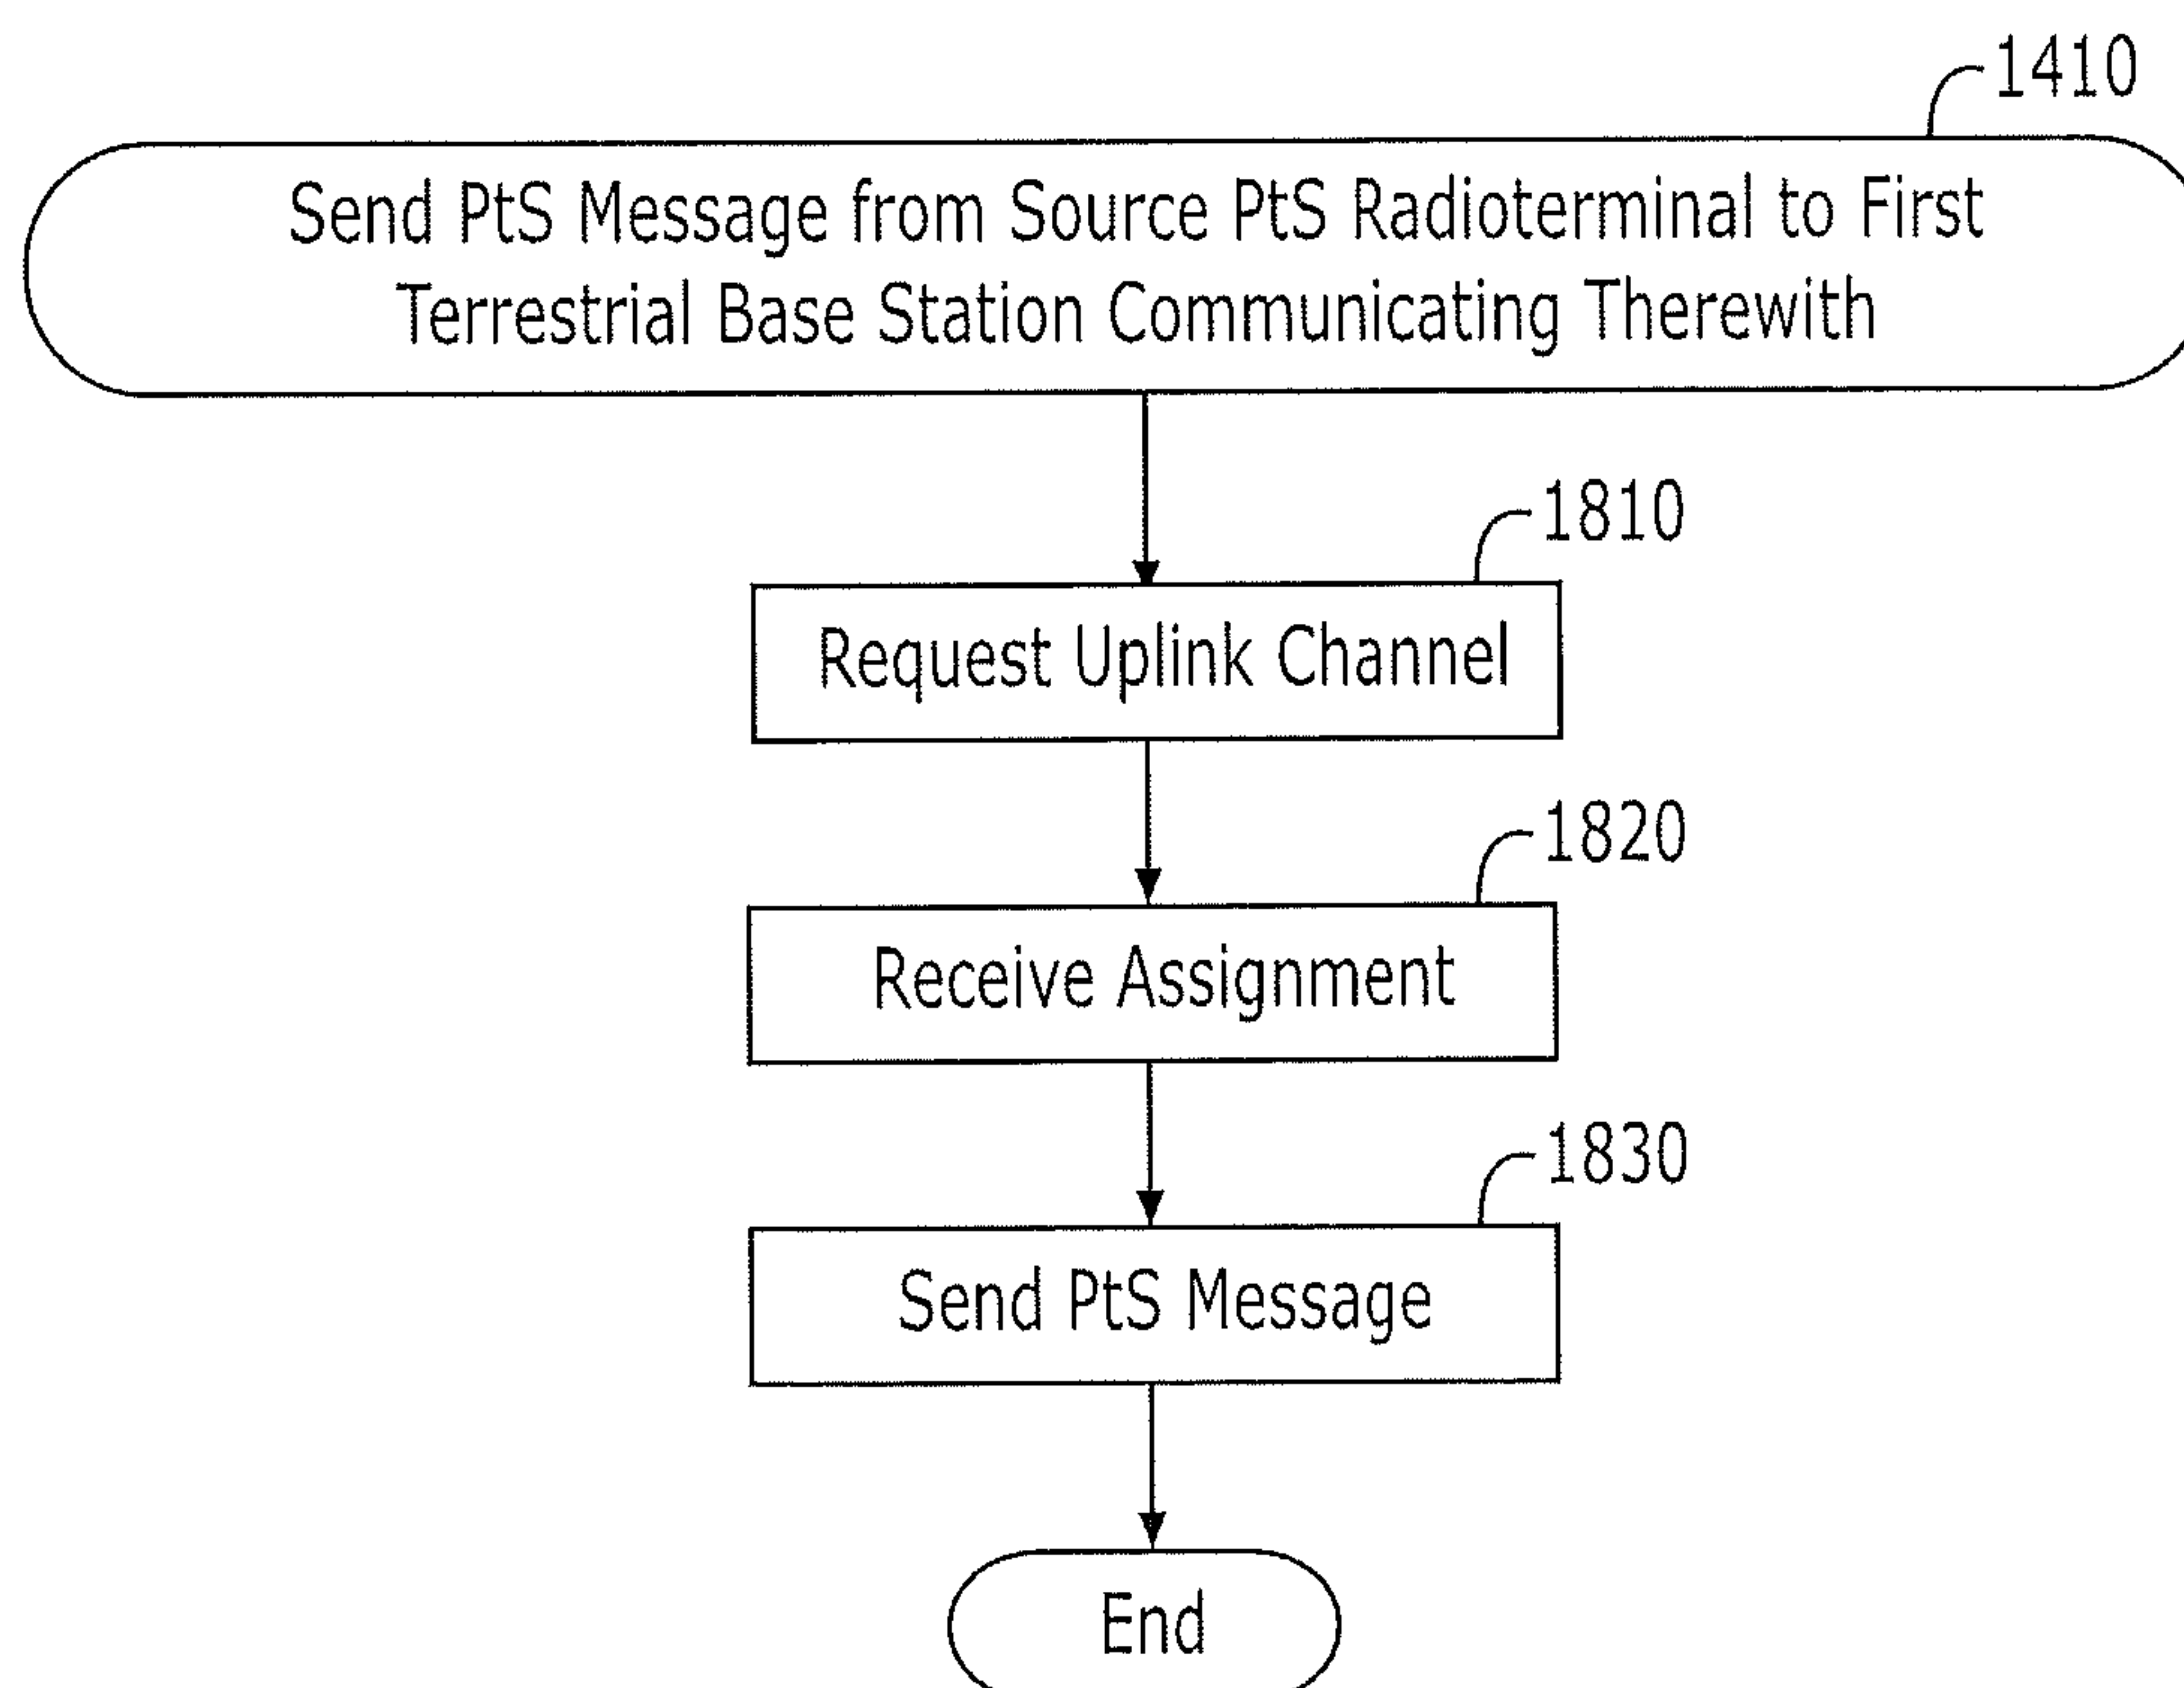 1410
Send PtS Message from Source PtS Radioterminal to First
Terrestrial Base Station Communicating Therewith
1810
Request Uplink Channel
1820
Receive Assignment
1830
Send PtS Message
End